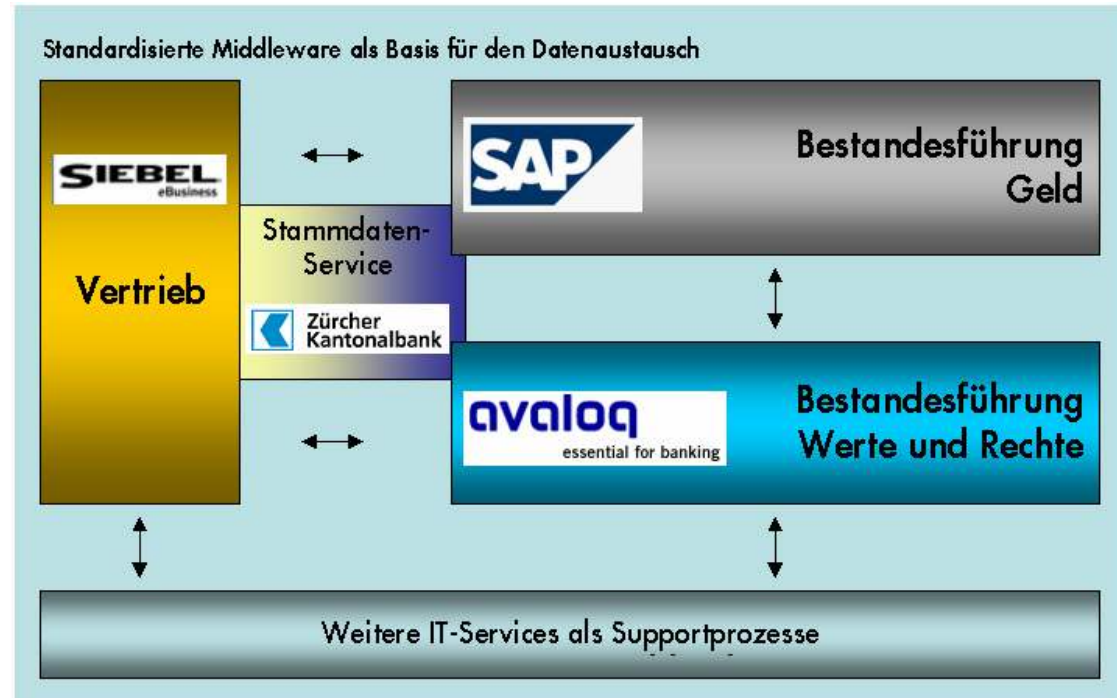 Standardisierte Middleware als Basis für den Datenaustausch
SIEBEL
eBusiness
Vertrieb
Stammdaten-
Service
Zürcher
Kantonalbank
SAP
Bestandesführung
Geld
avaloq
essential for banking
Bestandesführung
Werte und Rechte
Weitere IT-Services als Supportprozesse